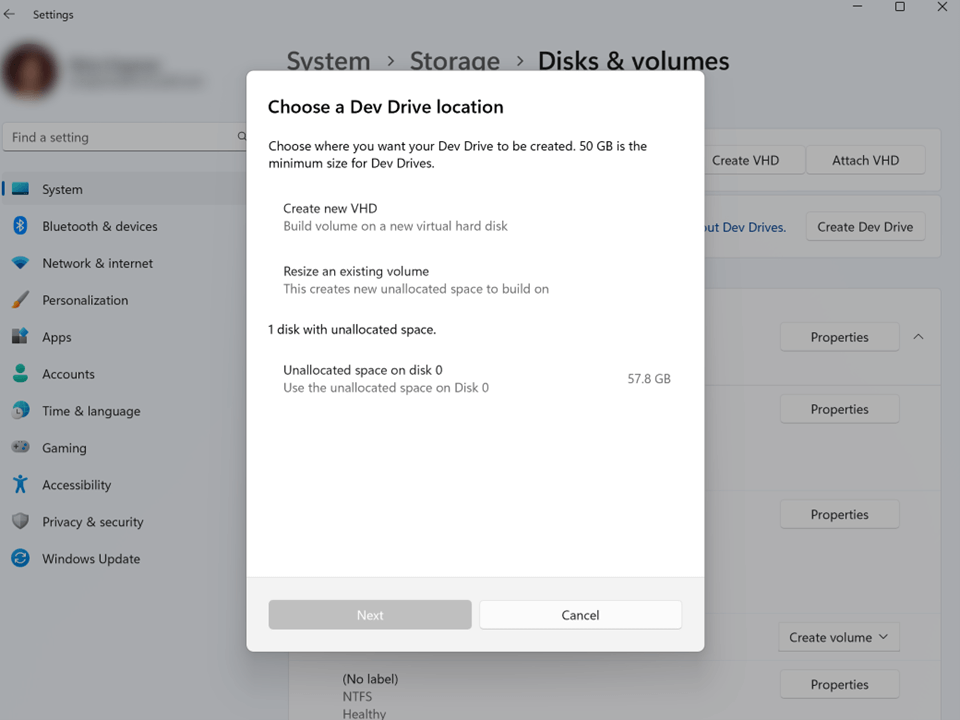 Settings
System > Storage > Disks & volumes
Find a setting
System
Bluetooth & devices
Network & internet
Personalization
Apps
Accounts
Time & language
Gaming
Accessibility
Privacy & security
Windows Update
Choose a Dev Drive location
Choose where you want your Dev Drive to be created. 50 GB is the
minimum size for Dev Drives.
Create new VHD
Build volume on a new virtual hard disk
Resize an existing volume
This creates new unallocated space to build on
1 disk with unallocated space.
Unallocated space on disk 0
Use the unallocated space on Disk 0
57.8 GB
Next
Cancel
Create VHD
Attach VHD
Dev Drives.
Create Dev Drive
Properties
Properties
Properties
Create volume
(No label)
NTFS
Healthy
Properties